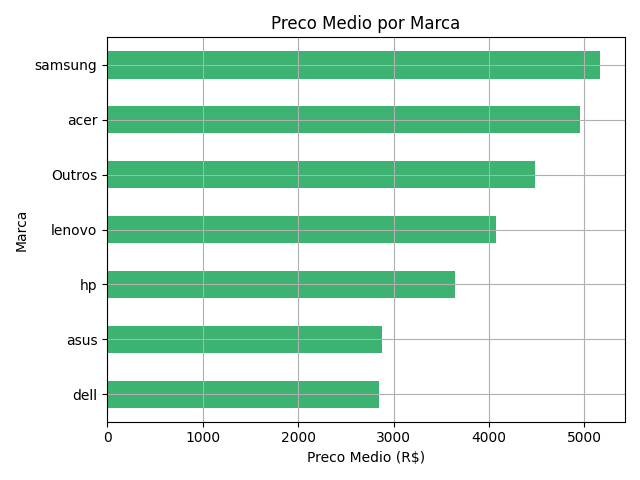 Preco Medio por Marca
Marca
samsung
acer
Outros
lenovo
hp
asus
dell
0 1000 2000 3000 4000 5000
Preco Medio (R$)